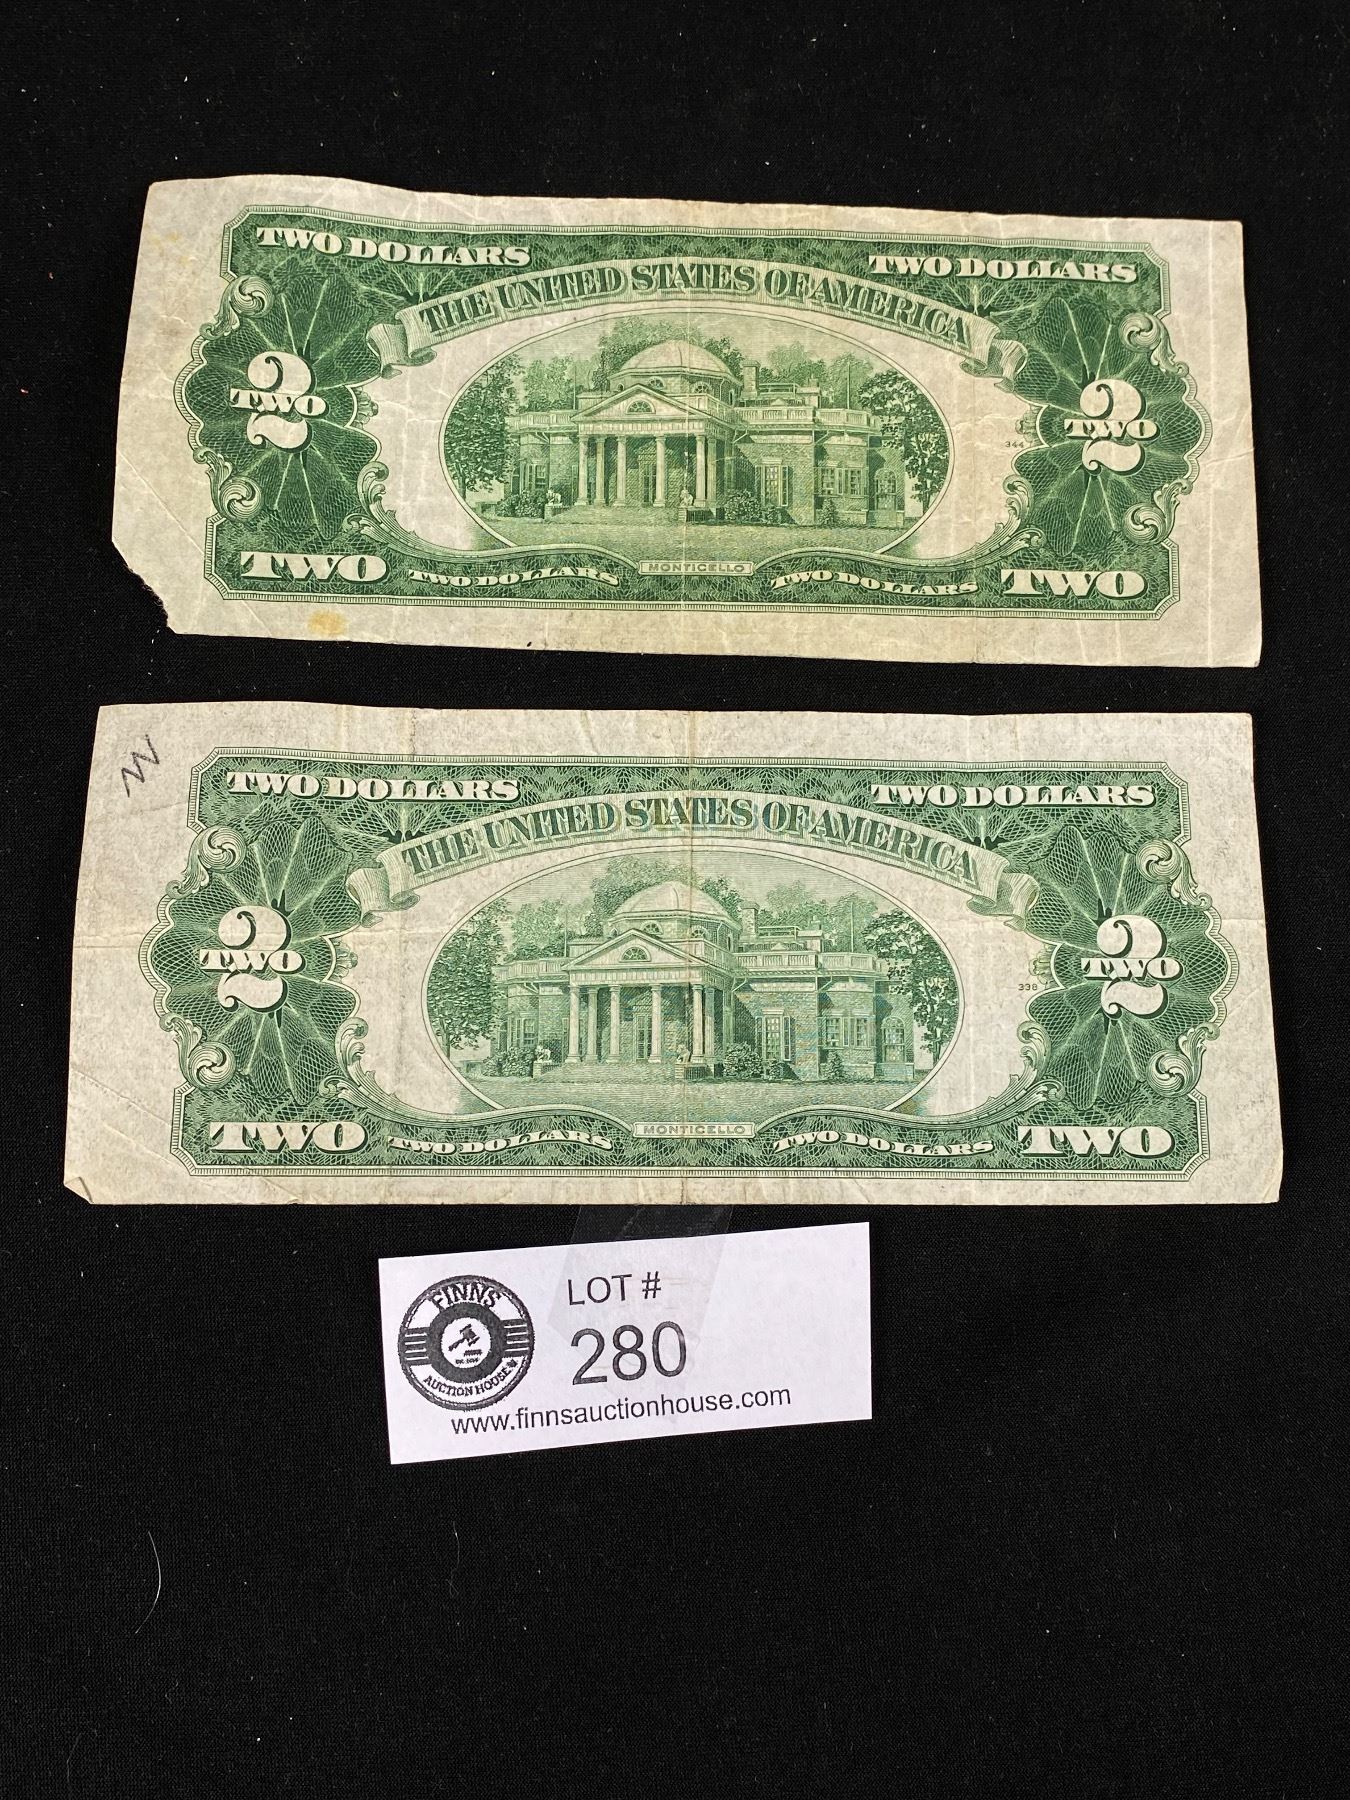 TWO DOLLARS TWO DOLLARS
THE UNITED STATES OF AMERICA
2 2
TWO TWO
344
MONTICELLO
TWO TWO DOLLARS TWO DOLLARS TWO
W
TWO DOLLARS TWO DOLLARS
THE UNITED STATES OF AMERICA
2 2
TWO TWO
338
MONTICELLO
TWO TWO DOLLARS TWO DOLLARS TWO
FINNS
AUCTION HOUSE
LOT #
280
www.finnsauctionhouse.com